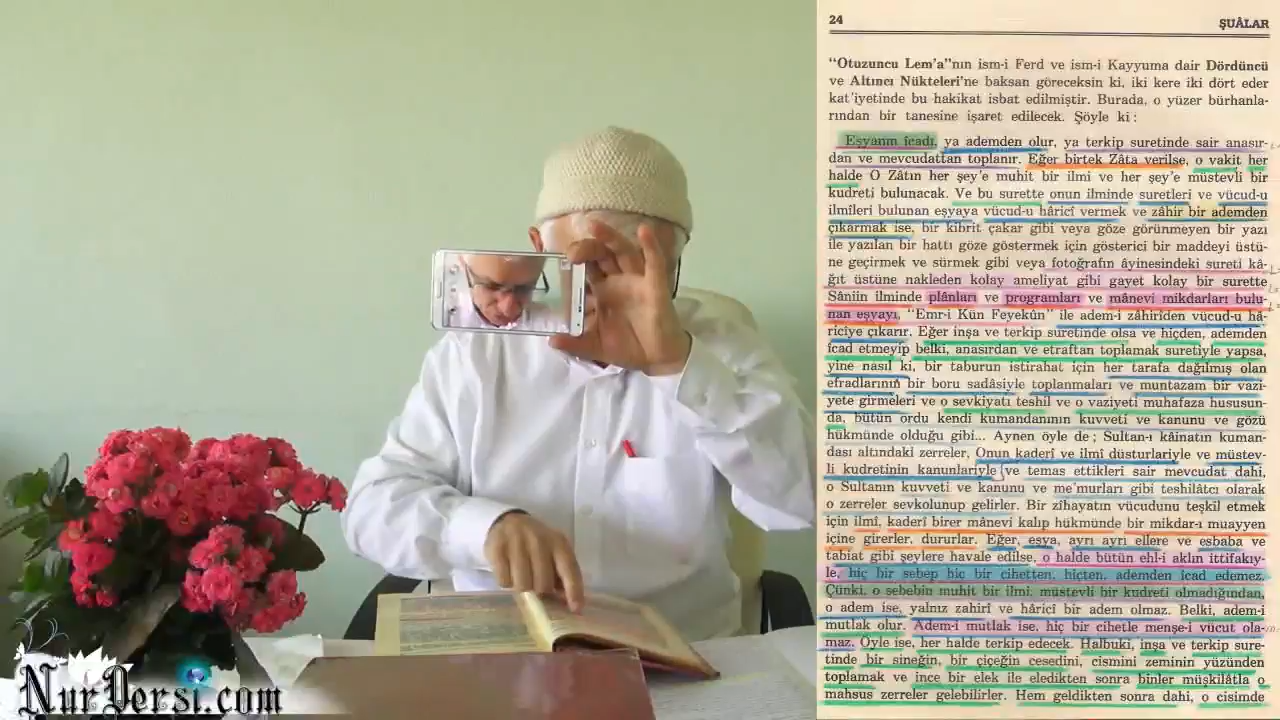 24
ŞUÂLAR
“Otuzuncu Lem'a”nın ism-i Ferd ve ism-i Kayyuma dair Dördüncü
ve Altıncı Nükteleri'ne baksan göreceksin ki, iki kere iki dört eder
kat'iyetinde bu hakikat isbat edilmiştir. Burada, o yüzer bürhanla-
rından bir tanesine işaret edilecek. Şöyle ki :
Eşyanın îcadı, ya ademden olur, ya terkip suretinde sair anasır-
dan ve mevcudattan toplanır. Eğer birtek Zâta verilse, o vakit her
halde O Zâtın her şey'e muhit bir ilmi ve her şey'e müstevli bir
kudreti bulunacak. Ve bu surette onun ilminde suretleri ve vücud-u
ilmîleri bulunan eşyaya vücud-u hâricî vermek ve zâhir bir ademden
çıkarmak ise, bir kibrit çakar gibi veya göze görünmeyen bir yazı
ile yazılan bir hattı göze göstermek için gösterici bir maddeyi üstü-
ne geçirmek ve sürmek gibi veya fotoğrafın âyinesindeki sureti kâ-
ğıt üstüne nakleden kolay ameliyat gibi gayet kolay bir surette
Sâniin ilminde plânları ve programları ve mânevi mikdarları bulu-
nan eşyayı, “Emr-i Kün Feyekûn” ile adem-i zâhirîden vücud-u hâ-
riciye çıkarır. Eğer inşa ve terkip suretinde olsa ve hiçden, ademden
îcad etmeyip belki, anasırdan ve etraftan toplamak suretiyle yapsa,
yine nasıl ki, bir taburun istirahat için her tarafa dağılmış olan
efradlarının bir boru sadâsiyle toplanmaları ve muntazam bir vazi-
yete girmeleri ve o sevkiyatı teshil ve o vaziyeti muhafaza hususun-
da, bütün ordu kendi kumandanının kuvveti ve kanunu ve gözü
hükmünde olduğu gibi... Aynen öyle de ; Sultan-ı kâinatın kuman-
dası altındaki zerreler, Onun kaderî ve ilmî düsturlariyle ve müstev-
li kudretinin kanunlariyle ve temas ettikleri sair mevcudat dahi,
o Sultanın kuvveti ve kanunu ve me'murları gibi teshilâtcı olarak
o zerreler sevkolunup gelirler. Bir zîhayatın vücudunu teşkil etmek
için ilmî, kaderî birer mânevi kalıp hükmünde bir mikdar-ı muayyen
içine girerler, dururlar. Eğer, eşya, ayrı ayrı ellere ve esbaba ve
tabiat gibi şeylere havale edilse, o halde bütün ehl-i aklın ittifakıy-
le, hiç bir sebep hiç bir cihetten, hiçten, ademden îcad edemez.
Çünki, o sebebin muhit bir ilmi, müstevli bir kudreti olmadığından,
o adem ise, yalnız zahirî ve hâricî bir adem olmaz. Belki, adem-i
mutlak olur. Adem-i mutlak ise, hiç bir cihetle menşe-i vücut ola-
maz. Öyle ise, her halde terkip edecek. Halbuki, inşa ve terkip sure-
tinde bir sineğin, bir çiçeğin cesedini, cismini zeminin yüzünden
toplamak ve ince bir elek ile eledikten sonra binler müşkilâtla o
mahsus zerreler gelebilirler. Hem geldikten sonra dahi, o cisimde
NurDersi.com